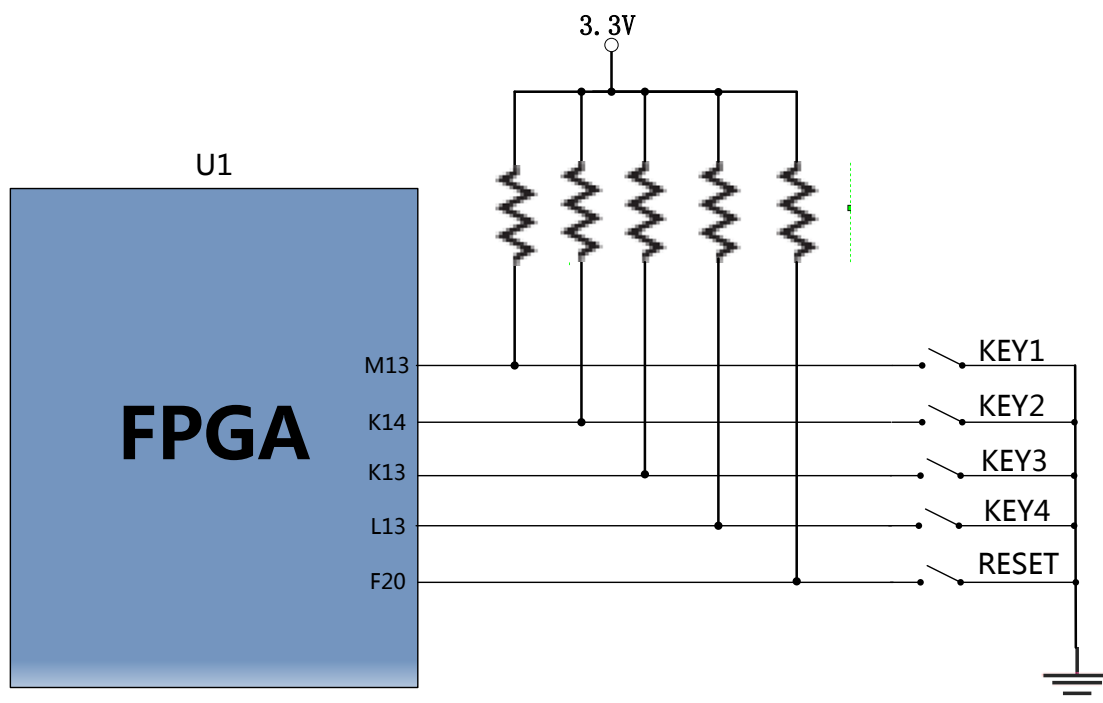 3.3V
U1
FPGA
M13
KEY1
K14
KEY2
K13
KEY3
L13
KEY4
F20
RESET